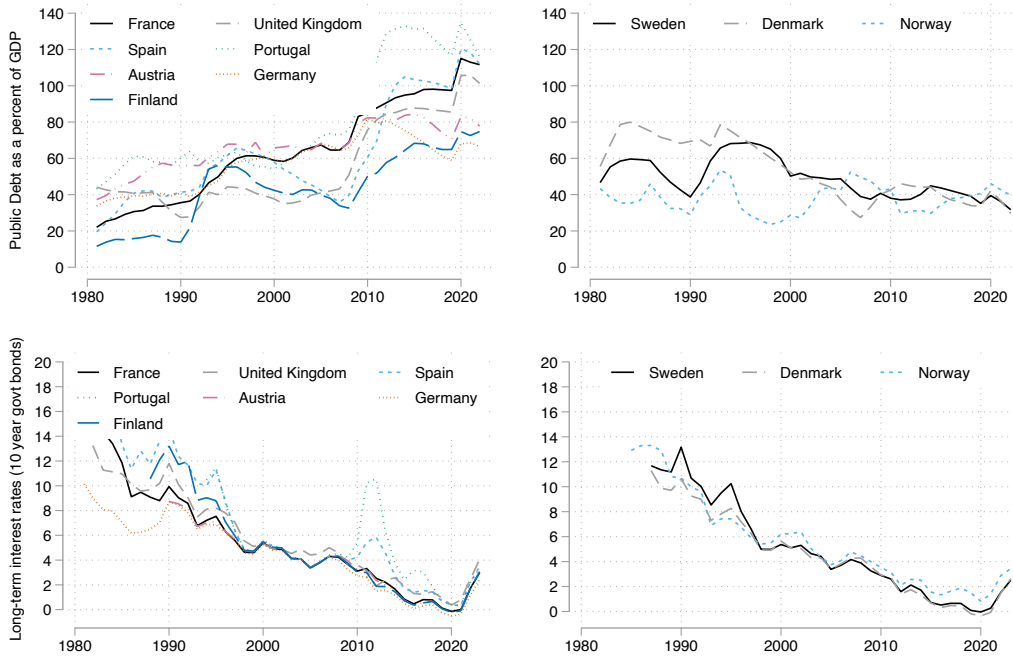 Public Debt as a percent of GDP
140
120
100
80
60
40
20
0
1980 1990 2000 2010 2020
France United Kingdom
Spain Portugal
Austria Germany
Finland
140
120
100
80
60
40
20
0
1980 1990 2000 2010 2020
Sweden Denmark Norway
Long-term interest rates (10 year govt bonds)
20
18
16
14
12
10
8
6
4
2
0
1980 1990 2000 2010 2020
France United Kingdom Spain
Portugal Austria Germany
Finland
20
18
16
14
12
10
8
6
4
2
0
1980 1990 2000 2010 2020
Sweden Denmark Norway